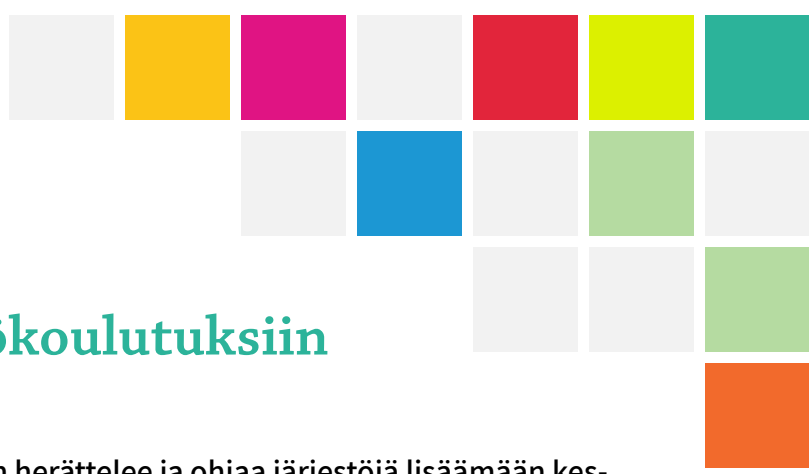 ökoulutuksiin
n herättelee ja ohjaa järjestöjä lisäämään kes-